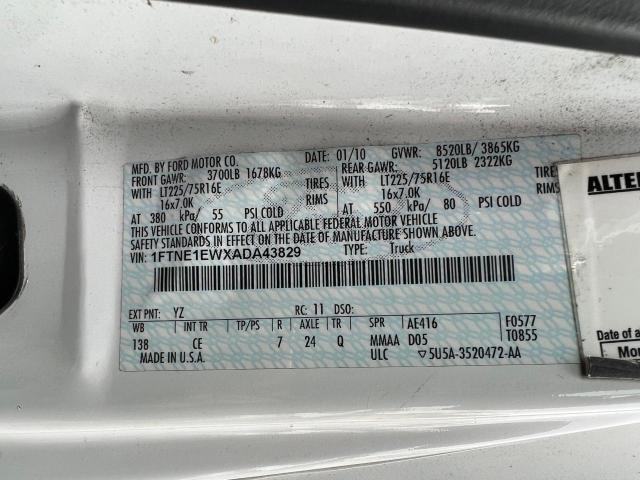 MFD. BY FORD MOTOR CO.
DATE: 01/10 GVWR: 8520LB/ 3865KG
FRONT GAWR: 3700LB 1678KG
REAR GAWR: 5120LB 2322KG
WITH LT225/75R16E TIRES
WITH LT225/75R16E TIRES
16x7.0K RIMS
16x7.0K RIMS
AT 380 kPa/ 55 PSI COLD
AT 550 kPa/ 80 PSI COLD
THIS VEHICLE CONFORMS TO ALL APPLICABLE FEDERAL MOTOR VEHICLE
SAFETY STANDARDS IN EFFECT ON THE DATE OF MANUFACTURE SHOWN ABOVE.
VIN: 1FTNE1EWXADA43829 TYPE: Truck
EXT PNT: YZ RC: 11 DSO:
WB INT TR TP/PS R AXLE TR SPR AE416 F0577
138 CE 7 24 Q MMAA D05 T0855
MADE IN U.S.A. ULC ▽5U5A-3520472-AA
ALTE
Date of
Mo